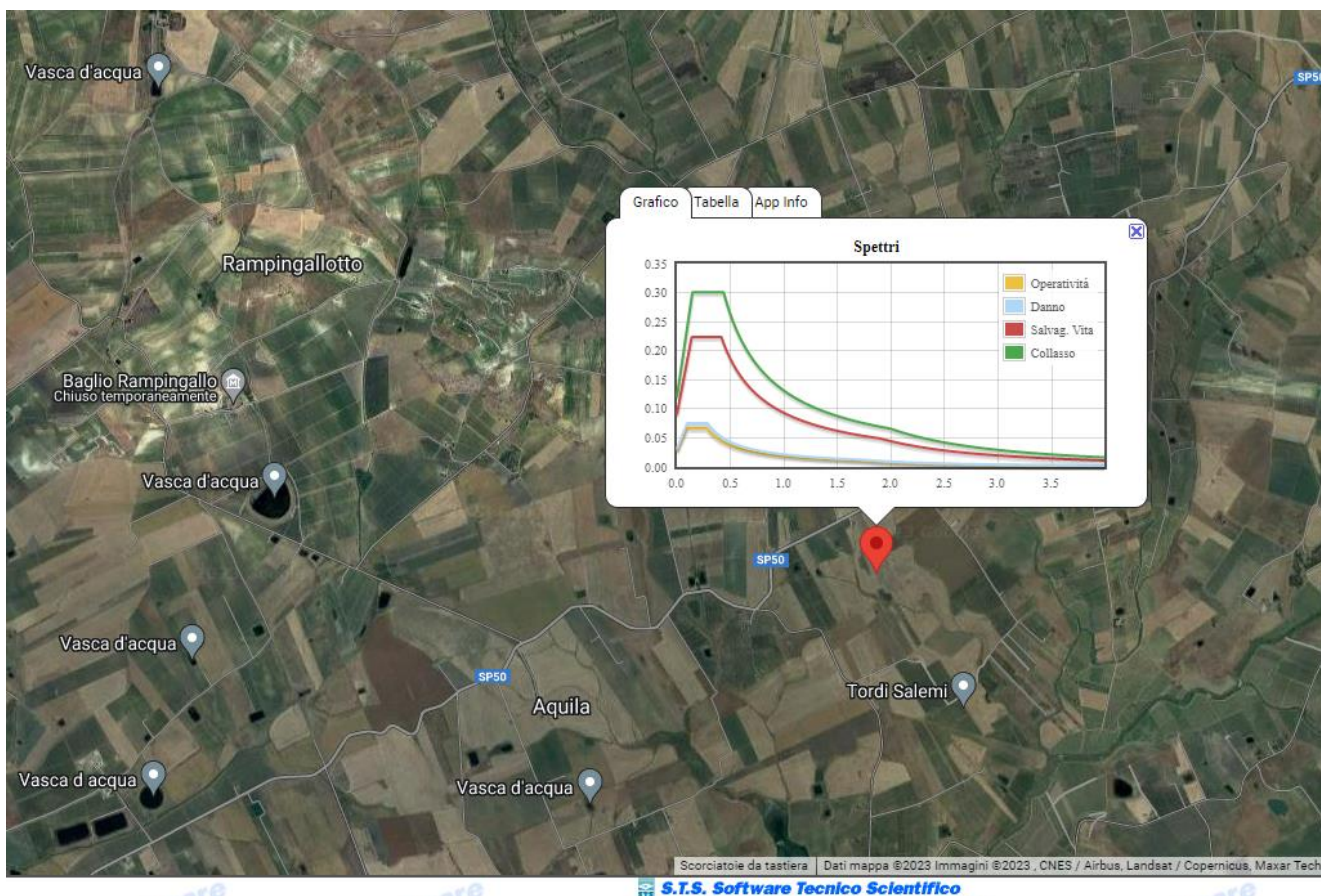 Vasca d'acqua
SP50
Grafico
Tabella
App Info
Spettri
0.35
0.30
0.25
0.20
0.15
0.10
0.05
0.00
0.0 0.5 1.0 1.5 2.0 2.5 3.0 3.5
Operativitá
Danno
Salvag. Vita
Collasso
Rampingallotto
Baglio Rampingallo
Chiuso temporaneamente
Vasca d'acqua
SP50
Vasca d'acqua
SP50
Aquila
Tordi Salemi
Vasca d acqua
Vasca d'acqua
Scorciatoie da tastiera
Dati mappa ©2023 Immagini ©2023 , CNES / Airbus, Landsat / Copernicus, Maxar Tech
S.T.S. Software Tecnico Scientifico